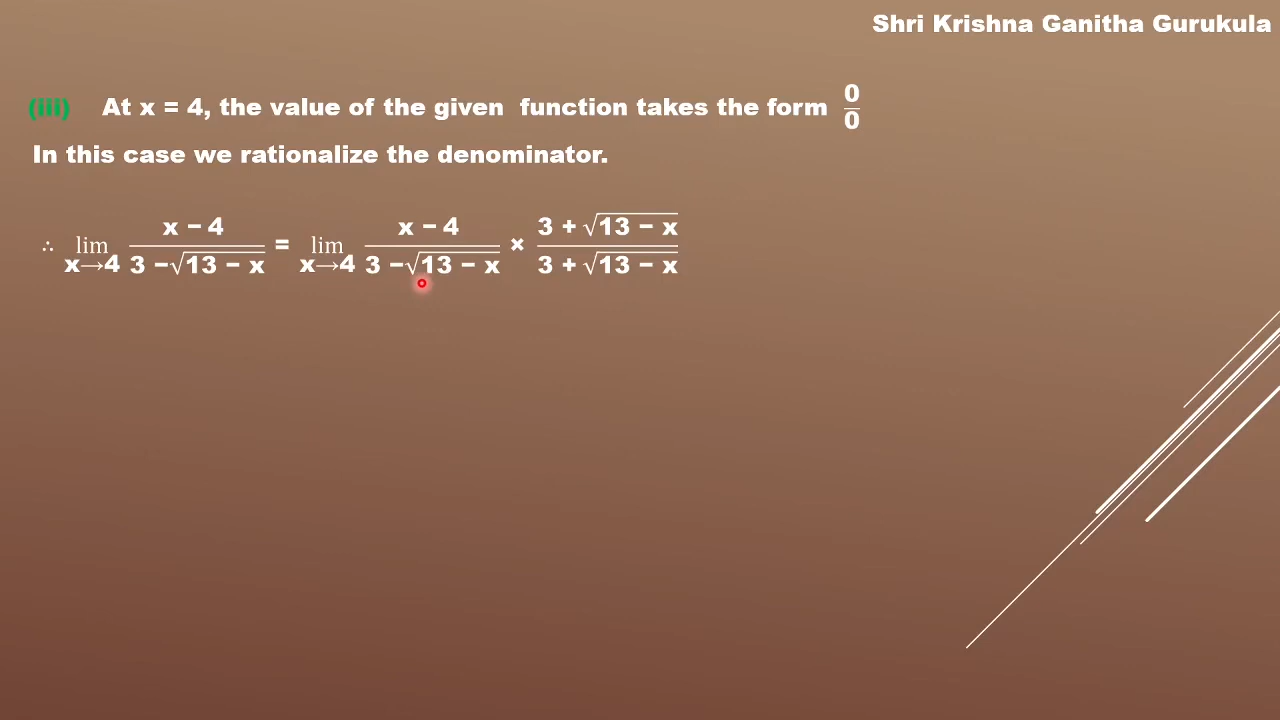 Shri Krishna Ganitha Gurukula
(iii) At x = 4, the value of the given function takes the form 0/0
In this case we rationalize the denominator.
∴ lim x→4 (x − 4)/(3 −√(13 − x)) = lim x→4 (x − 4)/(3 −√(13 − x)) × (3 + √(13 − x))/(3 + √(13 − x))